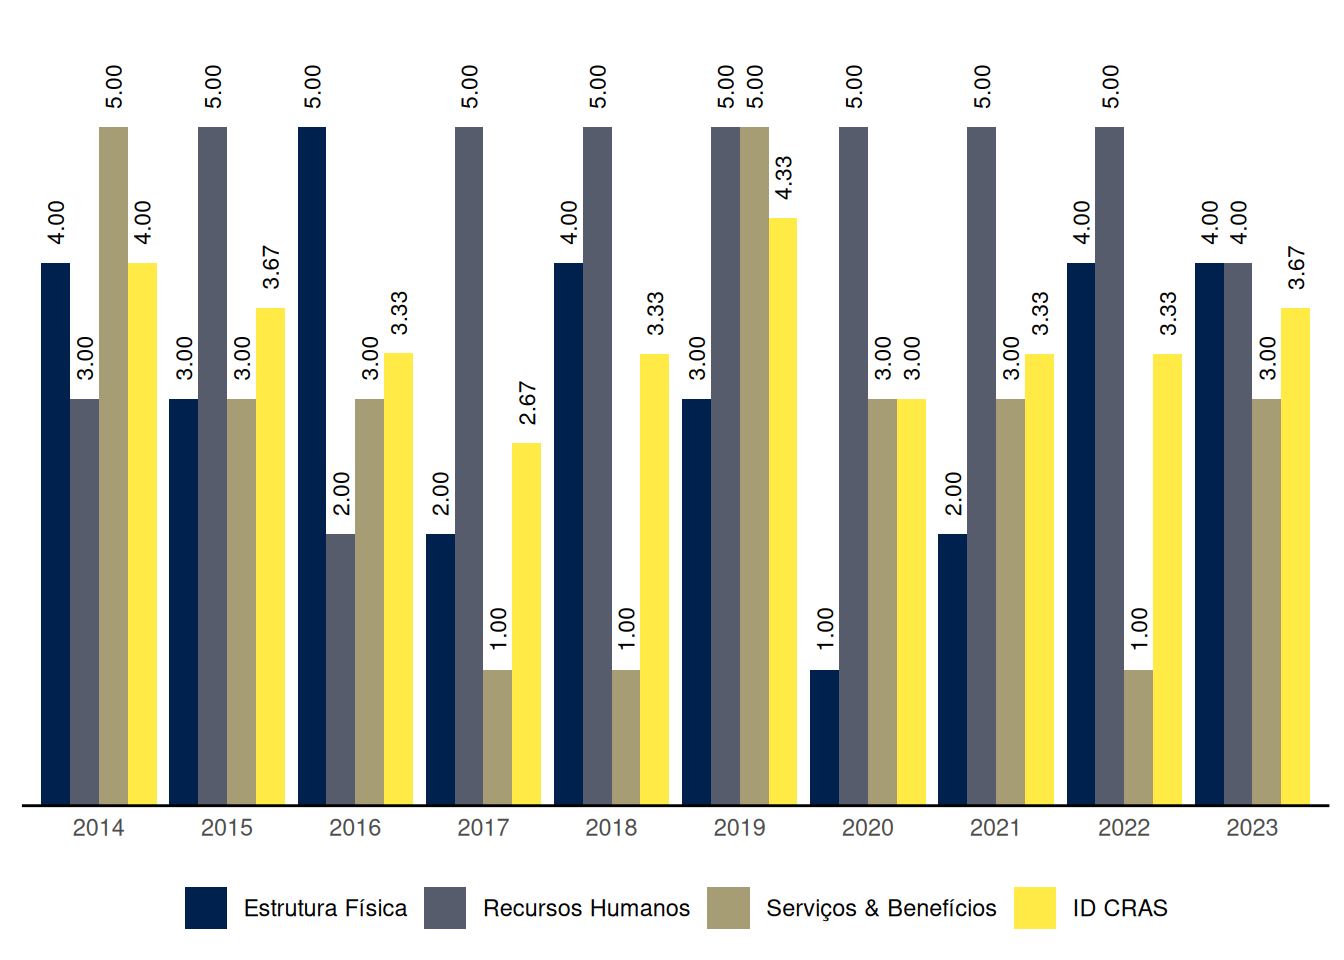 4.00 3.00 5.00 4.00
3.00 5.00 3.00 3.67
5.00 2.00 3.00 3.33
2.00 5.00 1.00 2.67
4.00 5.00 1.00 3.33
3.00 5.00 5.00 4.33
1.00 5.00 3.00 3.00
2.00 5.00 3.00 3.33
4.00 5.00 1.00 3.33
4.00 4.00 3.00 3.67
2014 2015 2016 2017 2018 2019 2020 2021 2022 2023
Estrutura Física Recursos Humanos Serviços & Benefícios ID CRAS